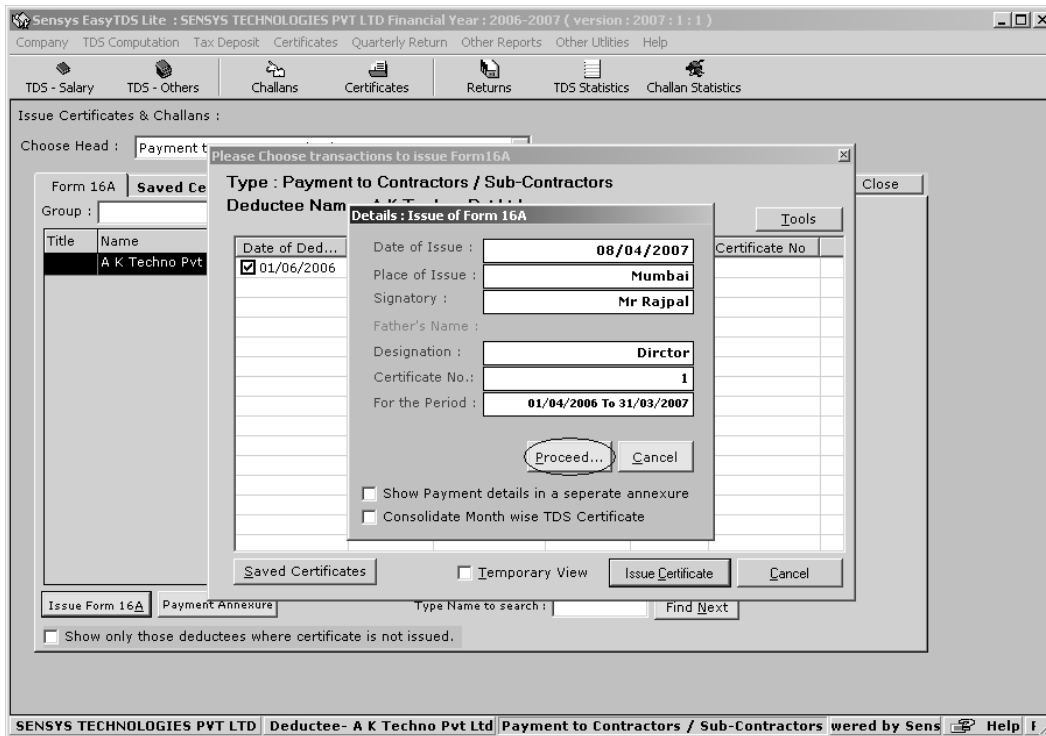 Sensys EasyTDS Lite : SENSYS TECHNOLOGIES PVT LTD Financial Year : 2006-2007 ( version : 2007 : 1 : 1 )
Company TDS Computation Tax Deposit Certificates Quarterly Return Other Reports Other Utlities Help
TDS - Salary TDS - Others Challans Certificates Returns TDS Statistics Challan Statistics
Issue Certificates & Challans :
Choose Head : Payment t
Please Choose transactions to issue Form16A
Form 16A Saved Ce
Type : Payment to Contractors / Sub-Contractors
Close
Group :
Deductee Nam
Details : Issue of Form 16A
Tools
Title Name
Date of Ded... Certificate No
A K Techno Pvt
01/06/2006
Date of Issue : 08/04/2007
Place of Issue : Mumbai
Signatory : Mr Rajpal
Father's Name :
Designation : Dirctor
Certificate No.: 1
For the Period : 01/04/2006 To 31/03/2007
Proceed... Cancel
Show Payment details in a seperate annexure
Consolidate Month wise TDS Certificate
Saved Certificates Temporary View Issue Certificate Cancel
Issue Form 16A Payment Annexure Type Name to search : Find Next
Show only those deductees where certificate is not issued.
SENSYS TECHNOLOGIES PVT LTD Deductee- A K Techno Pvt Ltd Payment to Contractors / Sub-Contractors wered by Sens Help